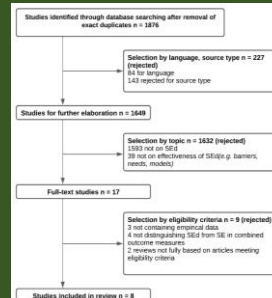 Studies identified through database searching after removal of
exact duplicates n = 1876
Selection by language, source type n = 227
(rejected)
84 for language
143 rejected for source type
Studies for further elaboration n = 1649
Selection by topic n = 1632 (rejected)
1593 not on SEd
39 not on effectiveness of SEd(e.g. barriers,
needs, models)
Full-text studies n = 17
Selection by eligibility criteria n = 9 (rejected)
3 not containing empirical data
4 not distinguishing SEd from SE in combined
outcome measures
2 reviews not fully based on articles meeting
eligibility criteria
Studies included in review n = 8